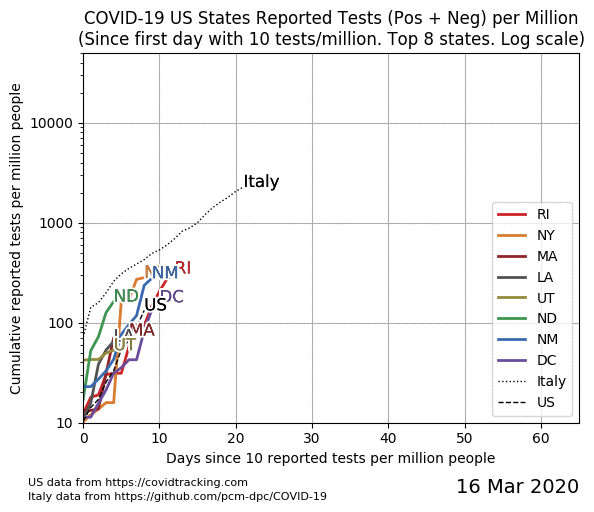 COVID-19 US States Reported Tests (Pos + Neg) per Million
(Since first day with 10 tests/million. Top 8 states. Log scale)
Cumulative reported tests per million people
10000
1000
100
10
Italy
RI
NM
ND
DC
US
MA
UT
RI
NY
MA
LA
UT
ND
NM
DC
Italy
US
0 10 20 30 40 50 60
Days since 10 reported tests per million people
US data from https://covidtracking.com
Italy data from https://github.com/pcm-dpc/COVID-19
16 Mar 2020